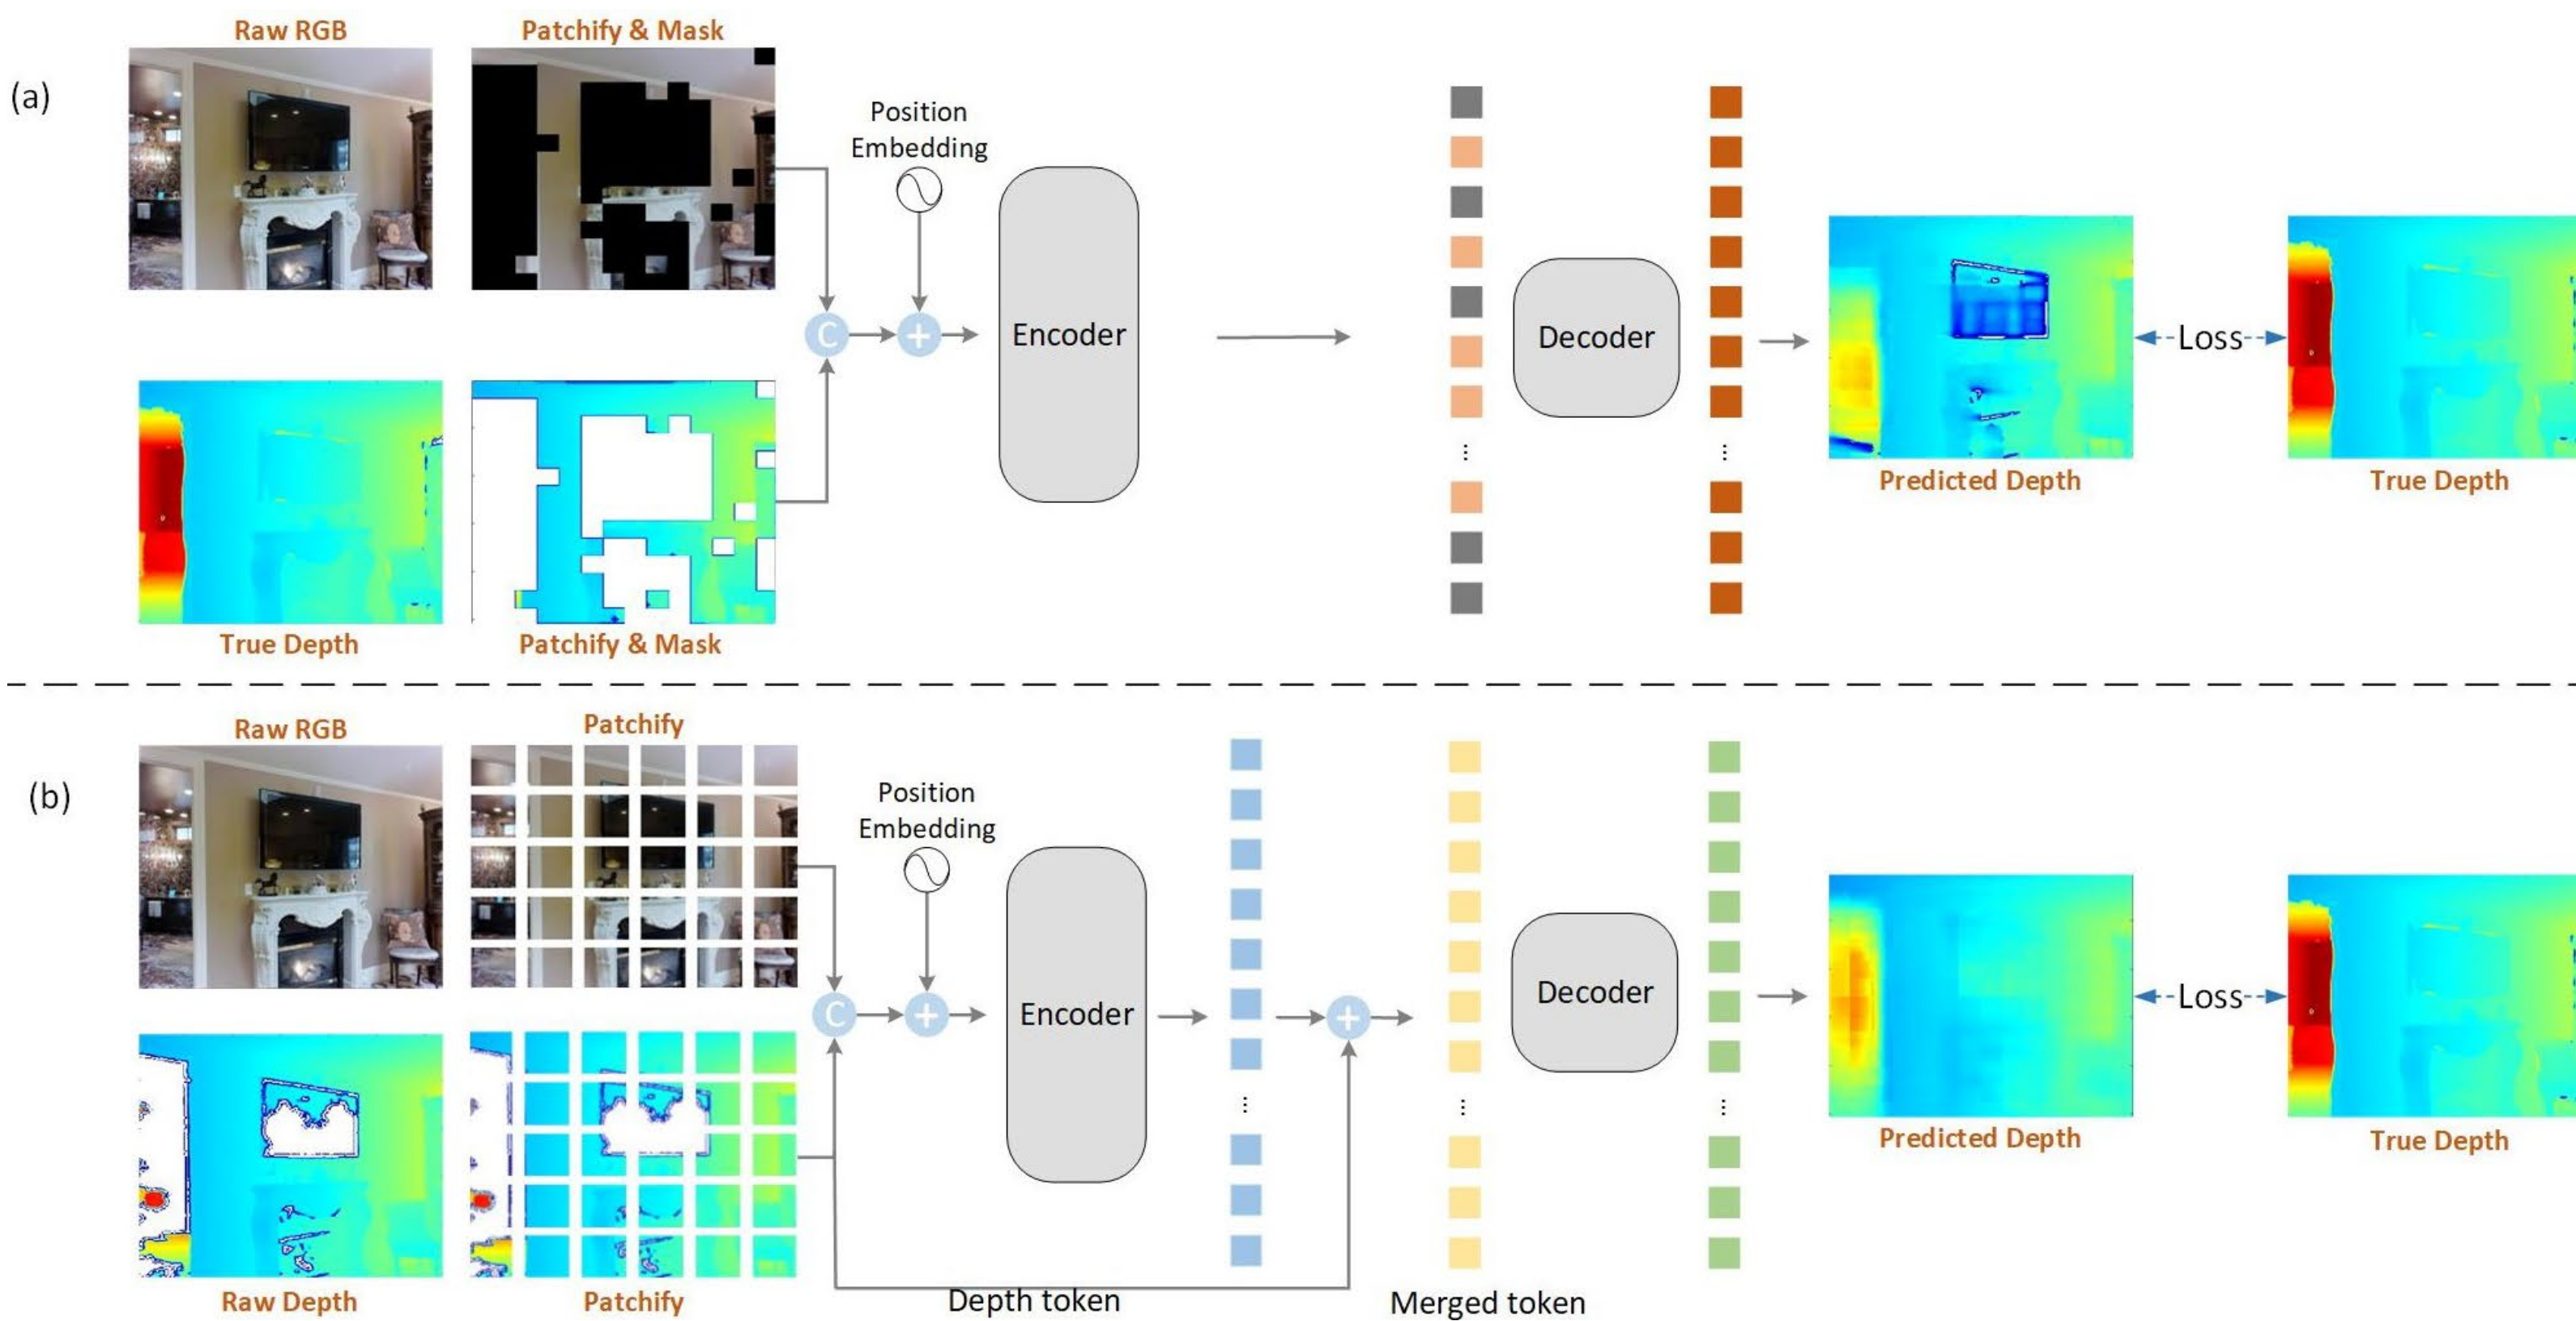 (a)
Raw RGB
Patchify & Mask
Position
Embedding
C
+
Encoder
Decoder
Loss
Predicted Depth
True Depth
True Depth
Patchify & Mask
(b)
Raw RGB
Patchify
Position
Embedding
C
+
Encoder
+
Decoder
Loss
Predicted Depth
True Depth
Raw Depth
Patchify
Depth token
Merged token